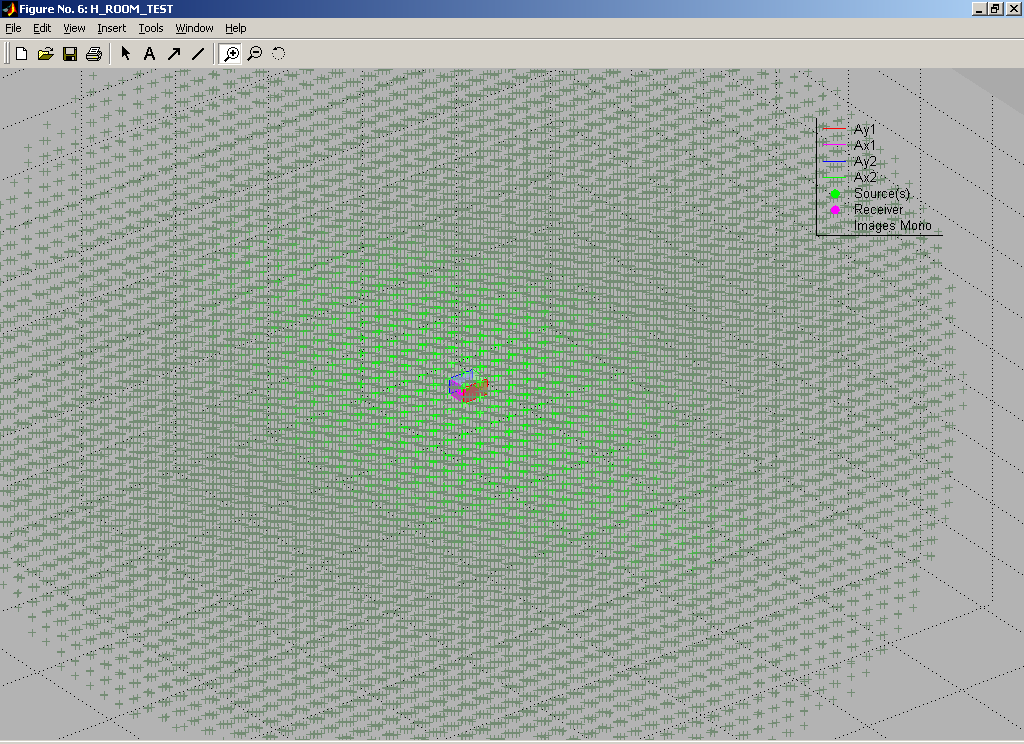 Figure No. 6: H_ROOM_TEST
File Edit View Insert Tools Window Help
A
Ay1
Ax1
Ay2
Ax2
Source(s)
Receiver
Images Mono